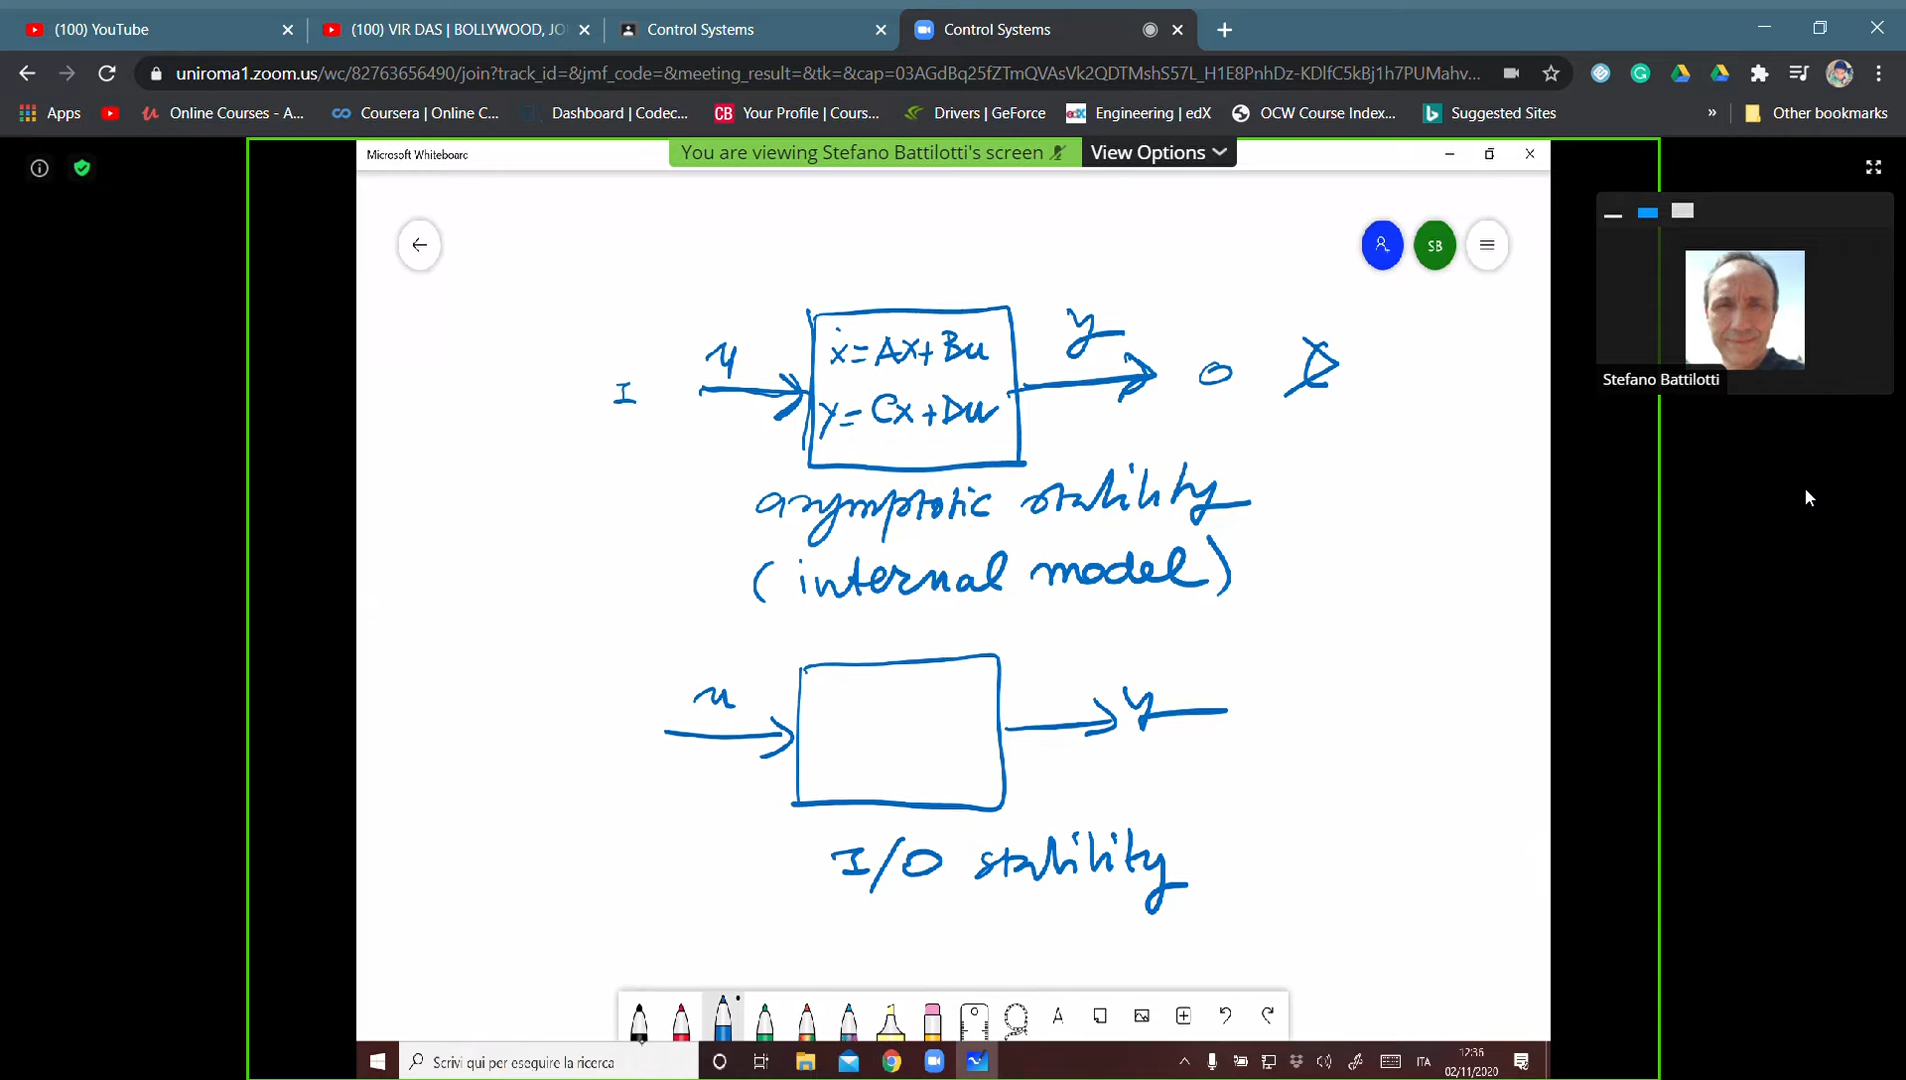 (100) YouTube
(100) VIR DAS | BOLLYWOOD, JO
Control Systems
Control Systems
uniroma1.zoom.us/wc/82763656490/join?track_id=&jmf_code=&meeting_result=&tk=&cap=03AGdBq25fZTmQVAsVk2QDTMshS57L_H1E8PnhDz-KDlfC5kBj1h7PUMahv...
Apps
Online Courses - A...
Coursera | Online C...
Dashboard | Codec...
CB Your Profile | Cours...
Drivers | GeForce
edX Engineering | edX
OCW Course Index...
Suggested Sites
»
Other bookmarks
Microsoft Whiteboard
You are viewing Stefano Battilotti's screen
View Options
SB
Stefano Battilotti
I
u
ẋ=Ax+Bu
y=Cx+Du
y
O
asymptotic stability
(internal model)
u
y
I/O stability
Scrivi qui per eseguire la ricerca
ITA
12:36
02/11/2020